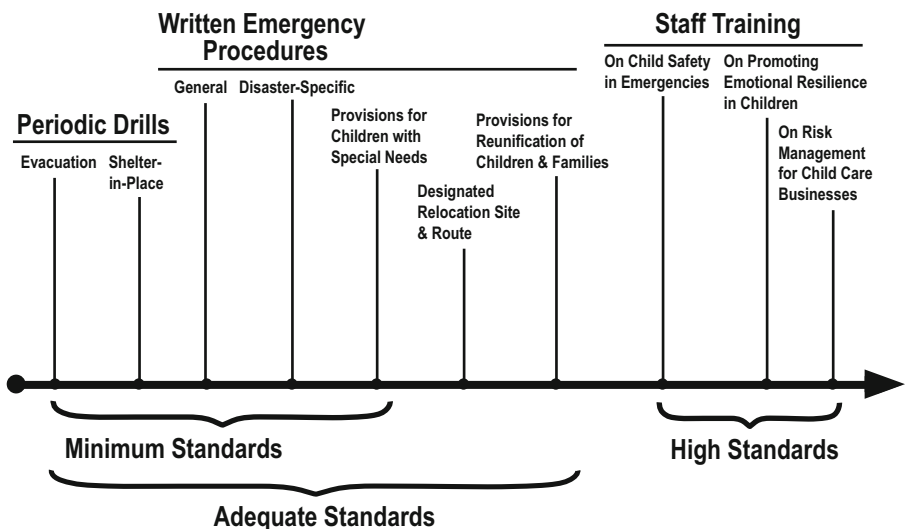 Written Emergency
Procedures
Staff Training
General
Disaster-Specific
On Child Safety
in Emergencies
On Promoting
Emotional Resilience
in Children
Periodic Drills
Provisions for
Children with
Special Needs
Provisions for
Reunification of
Children & Families
On Risk
Management
for Child Care
Businesses
Evacuation
Shelter-
in-Place
Designated
Relocation Site
& Route
Minimum Standards
High Standards
Adequate Standards